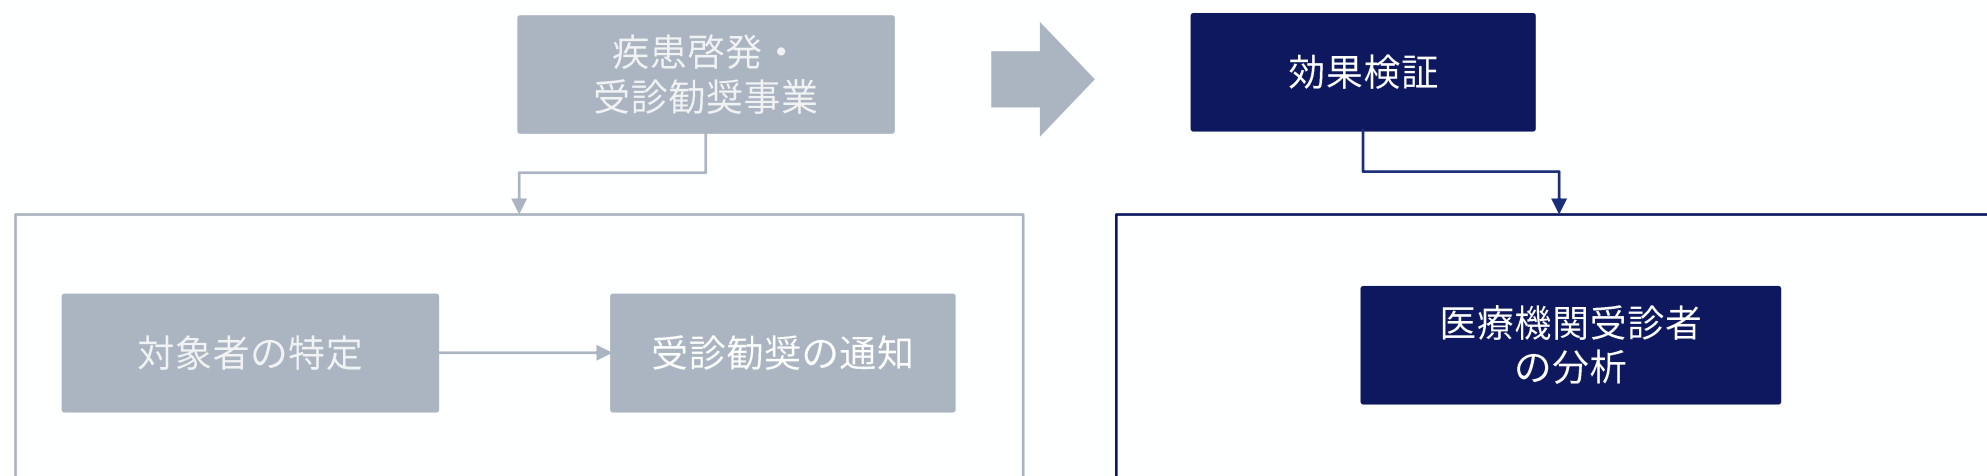 疾患啓発・
受診勧奨事業
効果検証
対象者の特定
受診勧奨の通知
医療機関受診者
の分析